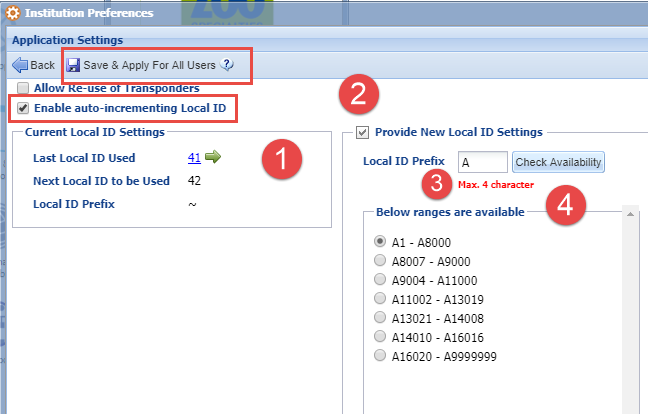 ZOO
Institution Preferences
Application Settings
Back Save & Apply For All Users ?
Allow Re-use of Transponders
Enable auto-incrementing Local ID
2
Current Local ID Settings
Provide New Local ID Settings
Last Local ID Used 41
1
Local ID Prefix A Check Availability
Next Local ID to be Used 42
3 Max. 4 character
Local ID Prefix ~
4
Below ranges are available
A1 - A8000
A8007 - A9000
A9004 - A11000
A11002 - A13019
A13021 - A14008
A14010 - A16016
A16020 - A9999999